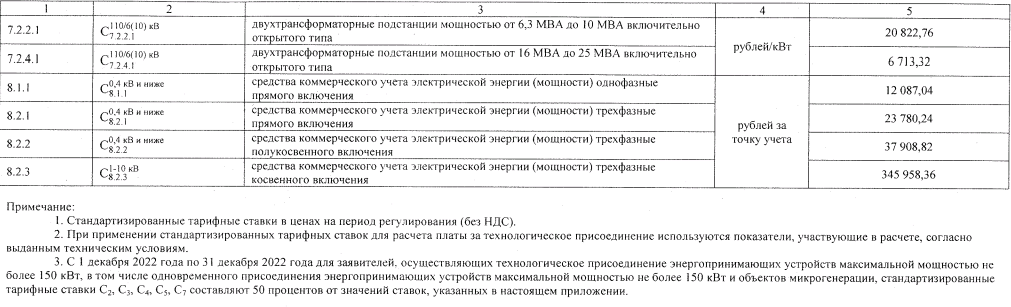 1 2 3 4 5
7.2.2.1 C 110/6(10) кВ 7.2.2.1 двухтрансформаторные подстанции мощностью от 6,3 МВА до 10 МВА включительно открытого типа рублей/кВт 20 822,76
7.2.4.1 C 110/6(10) кВ 7.2.4.1 двухтрансформаторные подстанции мощностью от 16 МВА до 25 МВА включительно открытого типа 6 713,32
8.1.1 C 0,4 кВ и ниже 8.1.1 средства коммерческого учета электрической энергии (мощности) однофазные прямого включения рублей за точку учета 12 087,04
8.2.1 C 0,4 кВ и ниже 8.2.1 средства коммерческого учета электрической энергии (мощности) трехфазные прямого включения 23 780,24
8.2.2 C 0,4 кВ и ниже 8.2.2 средства коммерческого учета электрической энергии (мощности) трехфазные полукосвенного включения 37 908,82
8.2.3 C 1-10 кВ 8.2.3 средства коммерческого учета электрической энергии (мощности) трехфазные косвенного включения 345 958,36
Примечание:
1. Стандартизированные тарифные ставки в ценах на период регулирования (без НДС).
2. При применении стандартизированных тарифных ставок для расчета платы за технологическое присоединение используются показатели, участвующие в расчете, согласно
выданным техническим условиям.
3. С 1 декабря 2022 года по 31 декабря 2022 года для заявителей, осуществляющих технологическое присоединение энергопринимающих устройств максимальной мощностью не
более 150 кВт, в том числе одновременного присоединения энергопринимающих устройств максимальной мощностью не более 150 кВт и объектов микрогенерации, стандартизированные
тарифные ставки C2, C3, C4, C5, C7 составляют 50 процентов от значений ставок, указанных в настоящем приложении.